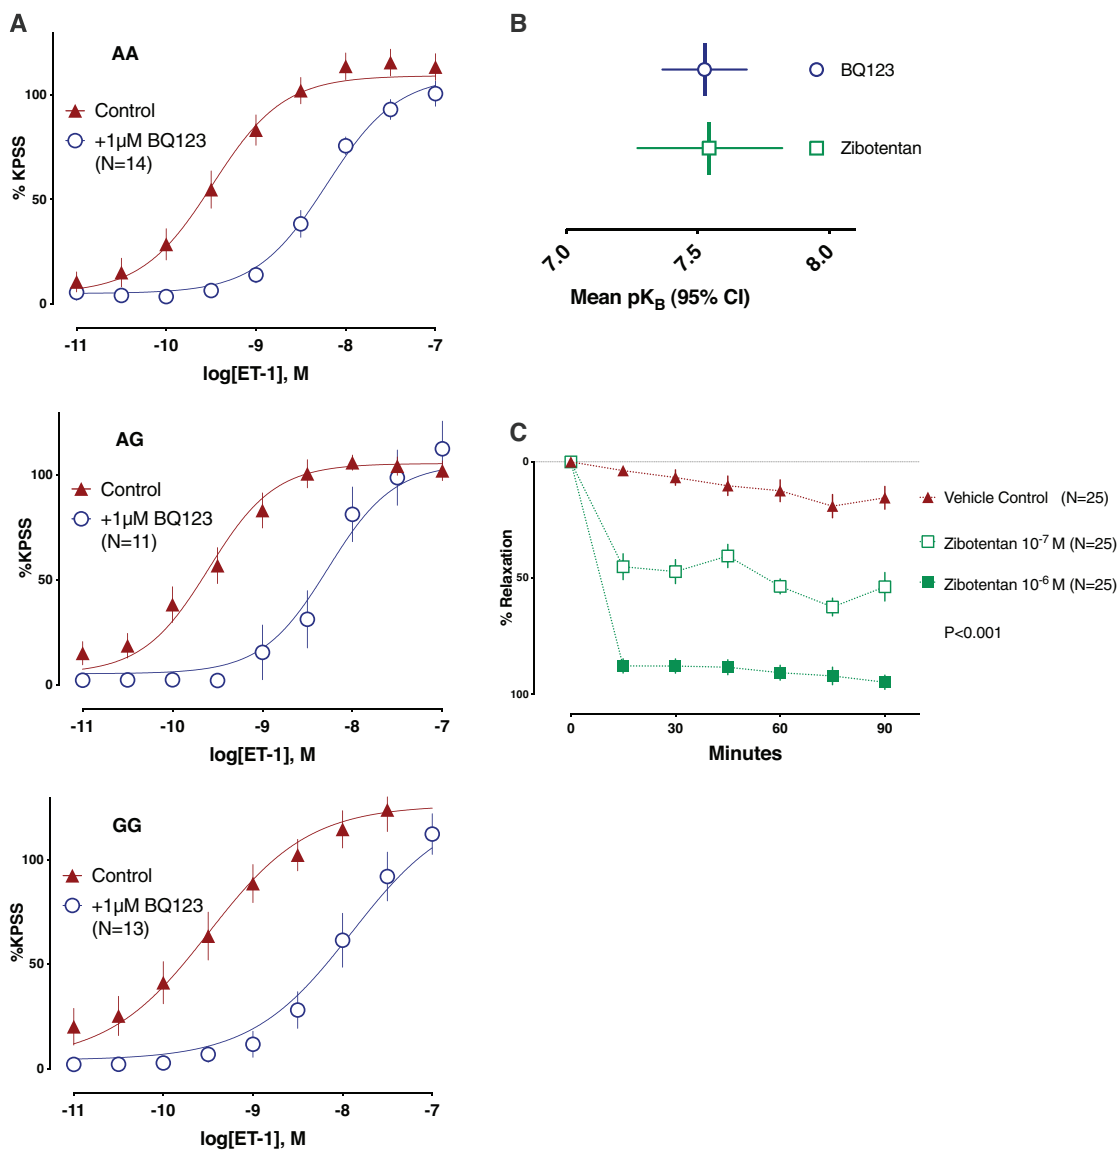 A
AA
Control
+1μM BQ123
(N=14)
% KPSS
100
50
0
-11 -10 -9 -8 -7
log[ET-1], M
AG
Control
+1μM BQ123
(N=11)
%KPSS
100
50
0
-11 -10 -9 -8 -7
log[ET-1], M
GG
Control
+1μM BQ123
(N=13)
%KPSS
100
50
0
-11 -10 -9 -8 -7
log[ET-1], M
B
BQ123
Zibotentan
7.0 7.5 8.0
Mean pK_B (95% CI)
C
0
50
100
% Relaxation
0 30 60 90
Minutes
Vehicle Control (N=25)
Zibotentan 10⁻⁷ M (N=25)
Zibotentan 10⁻⁶ M (N=25)
P<0.001